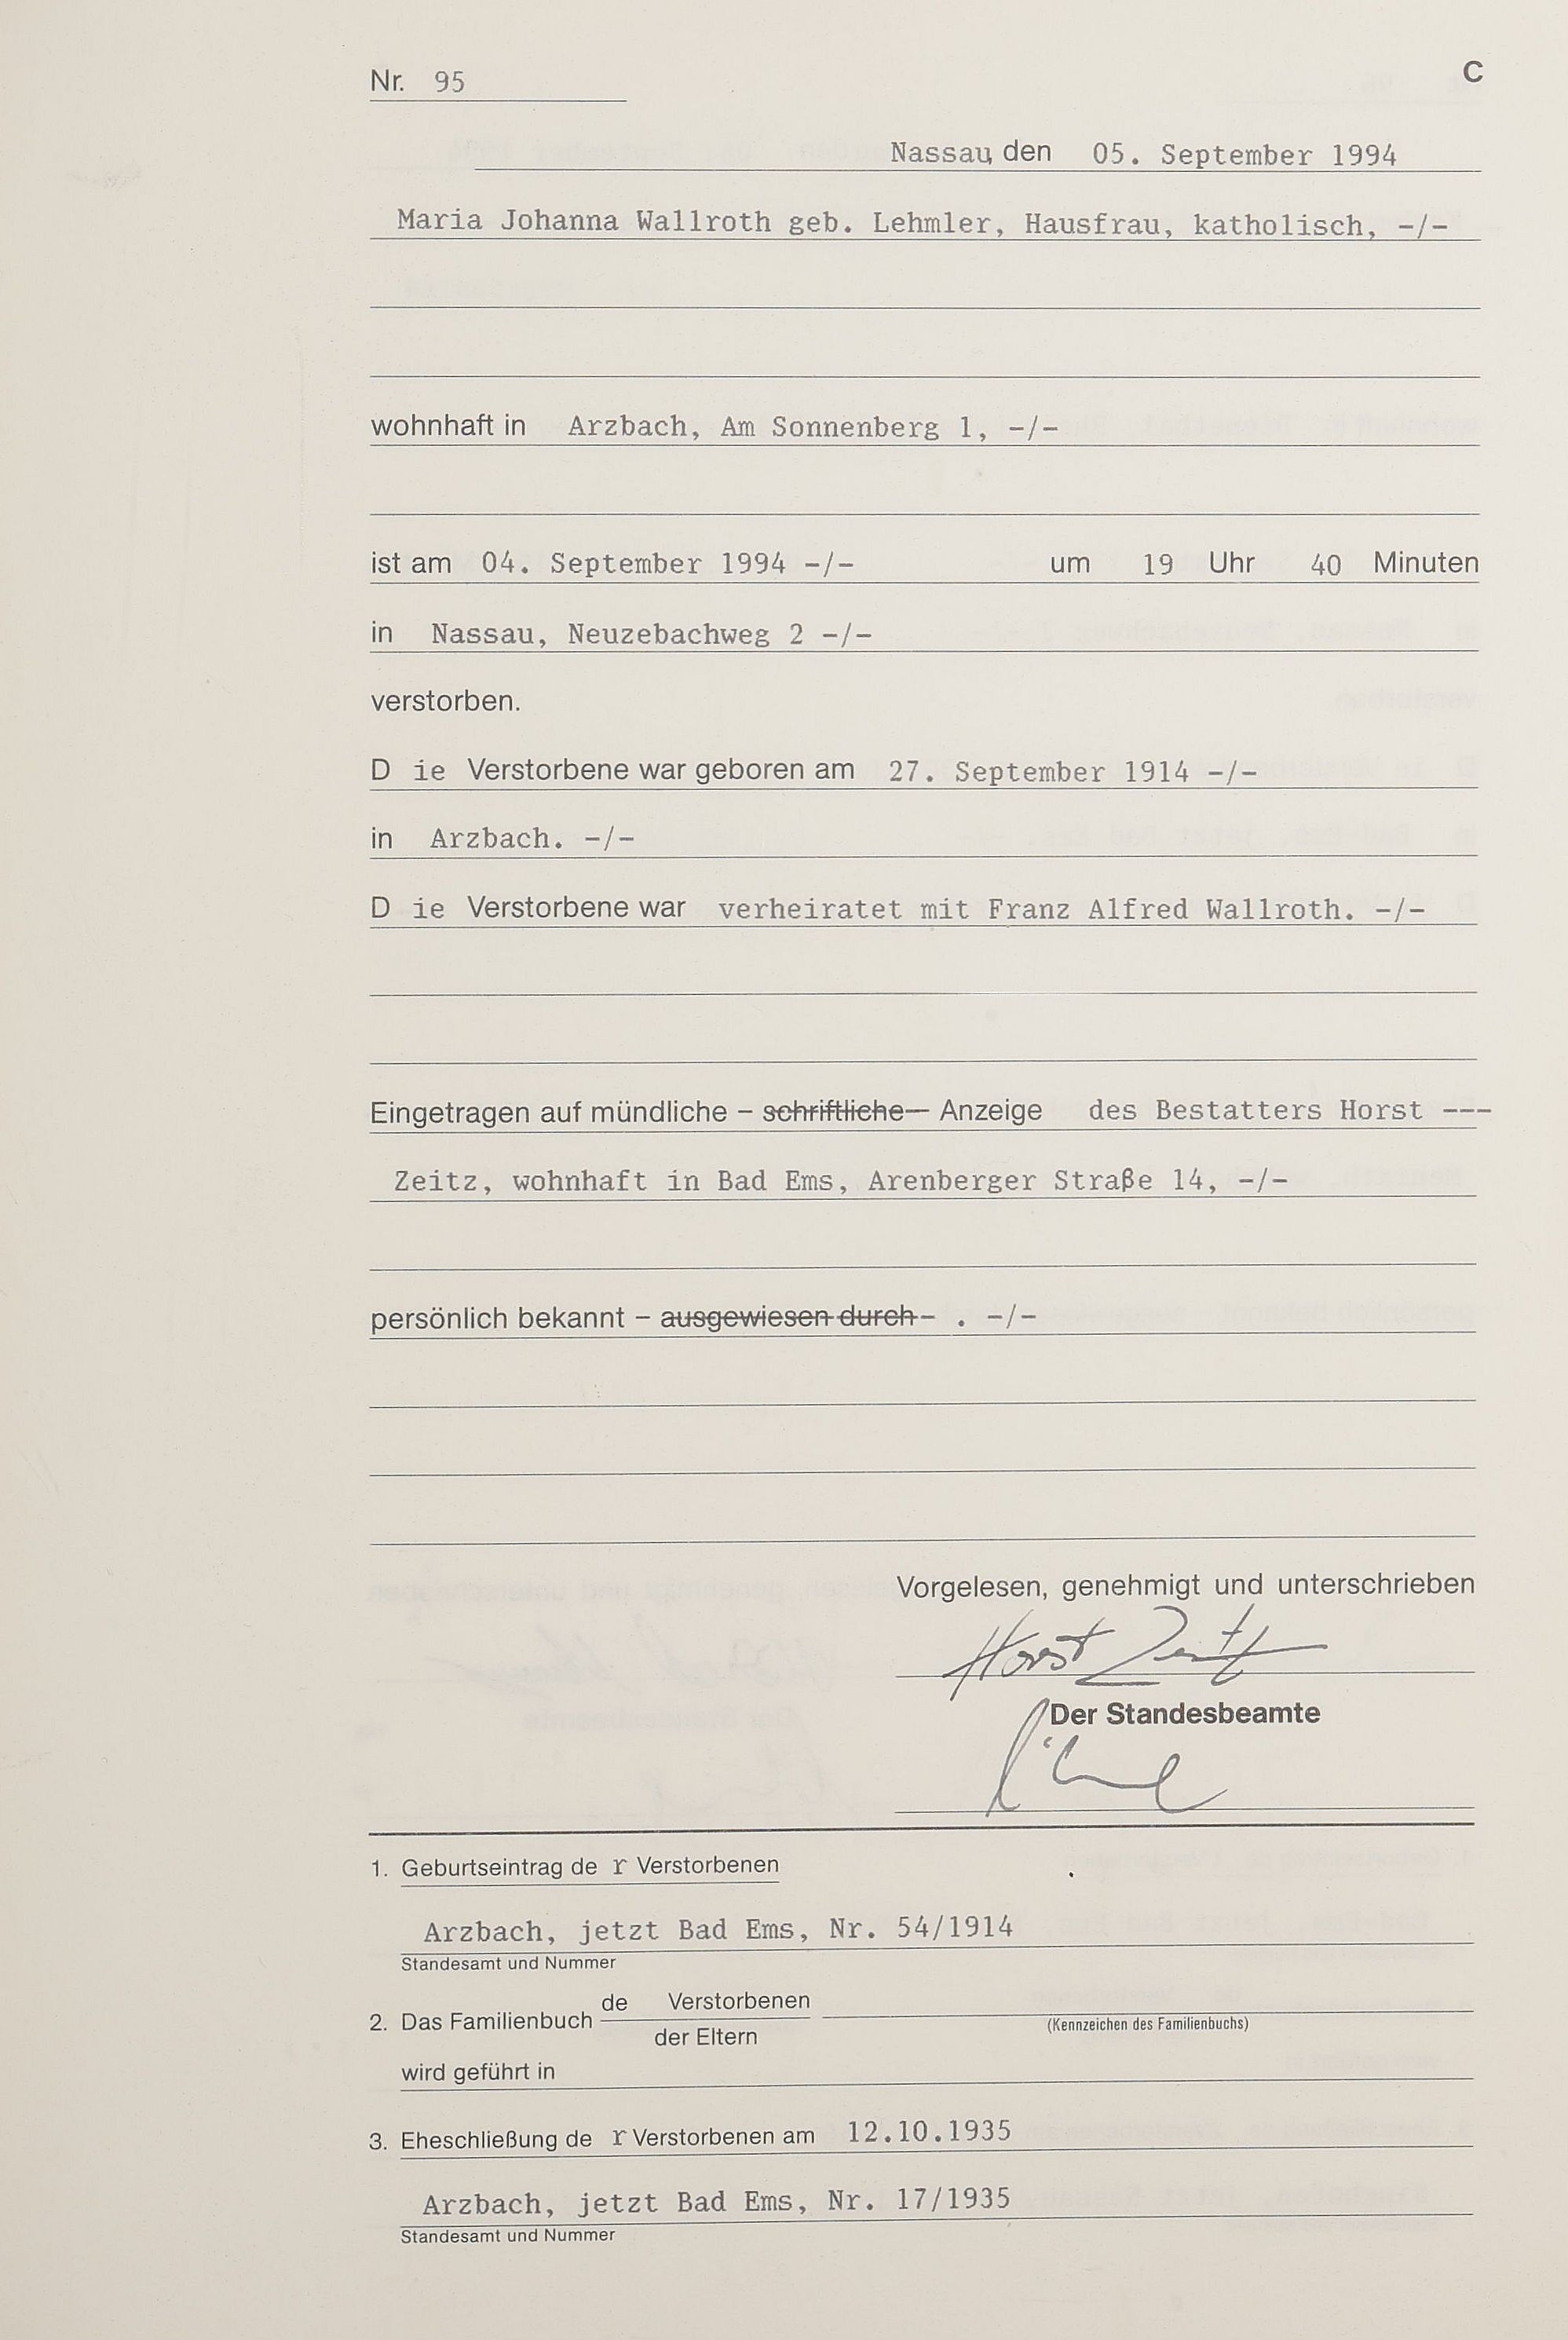 Nr. 95
C
Nassau, den 05. September 1994
Maria Johanna Wallroth geb. Lehmler, Hausfrau, katholisch, -/-
wohnhaft in Arzbach, Am Sonnenberg 1, -/-
ist am 04. September 1994 -/- um 19 Uhr 40 Minuten
in Nassau, Neuzebachweg 2 -/-
verstorben.
D ie Verstorbene war geboren am 27. September 1914 -/-
in Arzbach. -/-
D ie Verstorbene war verheiratet mit Franz Alfred Wallroth. -/-
Eingetragen auf mündliche – schriftliche – Anzeige des Bestatters Horst ---
Zeitz, wohnhaft in Bad Ems, Arenberger Straße 14, -/-
persönlich bekannt – ausgewiesen durch – . -/-
Vorgelesen, genehmigt und unterschrieben
Horst Zeitz
Der Standesbeamte
1. Geburtseintrag de r Verstorbenen
Arzbach, jetzt Bad Ems, Nr. 54/1914
Standesamt und Nummer
de Verstorbenen
2. Das Familienbuch
der Eltern
(Kennzeichen des Familienbuchs)
wird geführt in
3. Eheschließung de r Verstorbenen am 12.10.1935
Arzbach, jetzt Bad Ems, Nr. 17/1935
Standesamt und Nummer